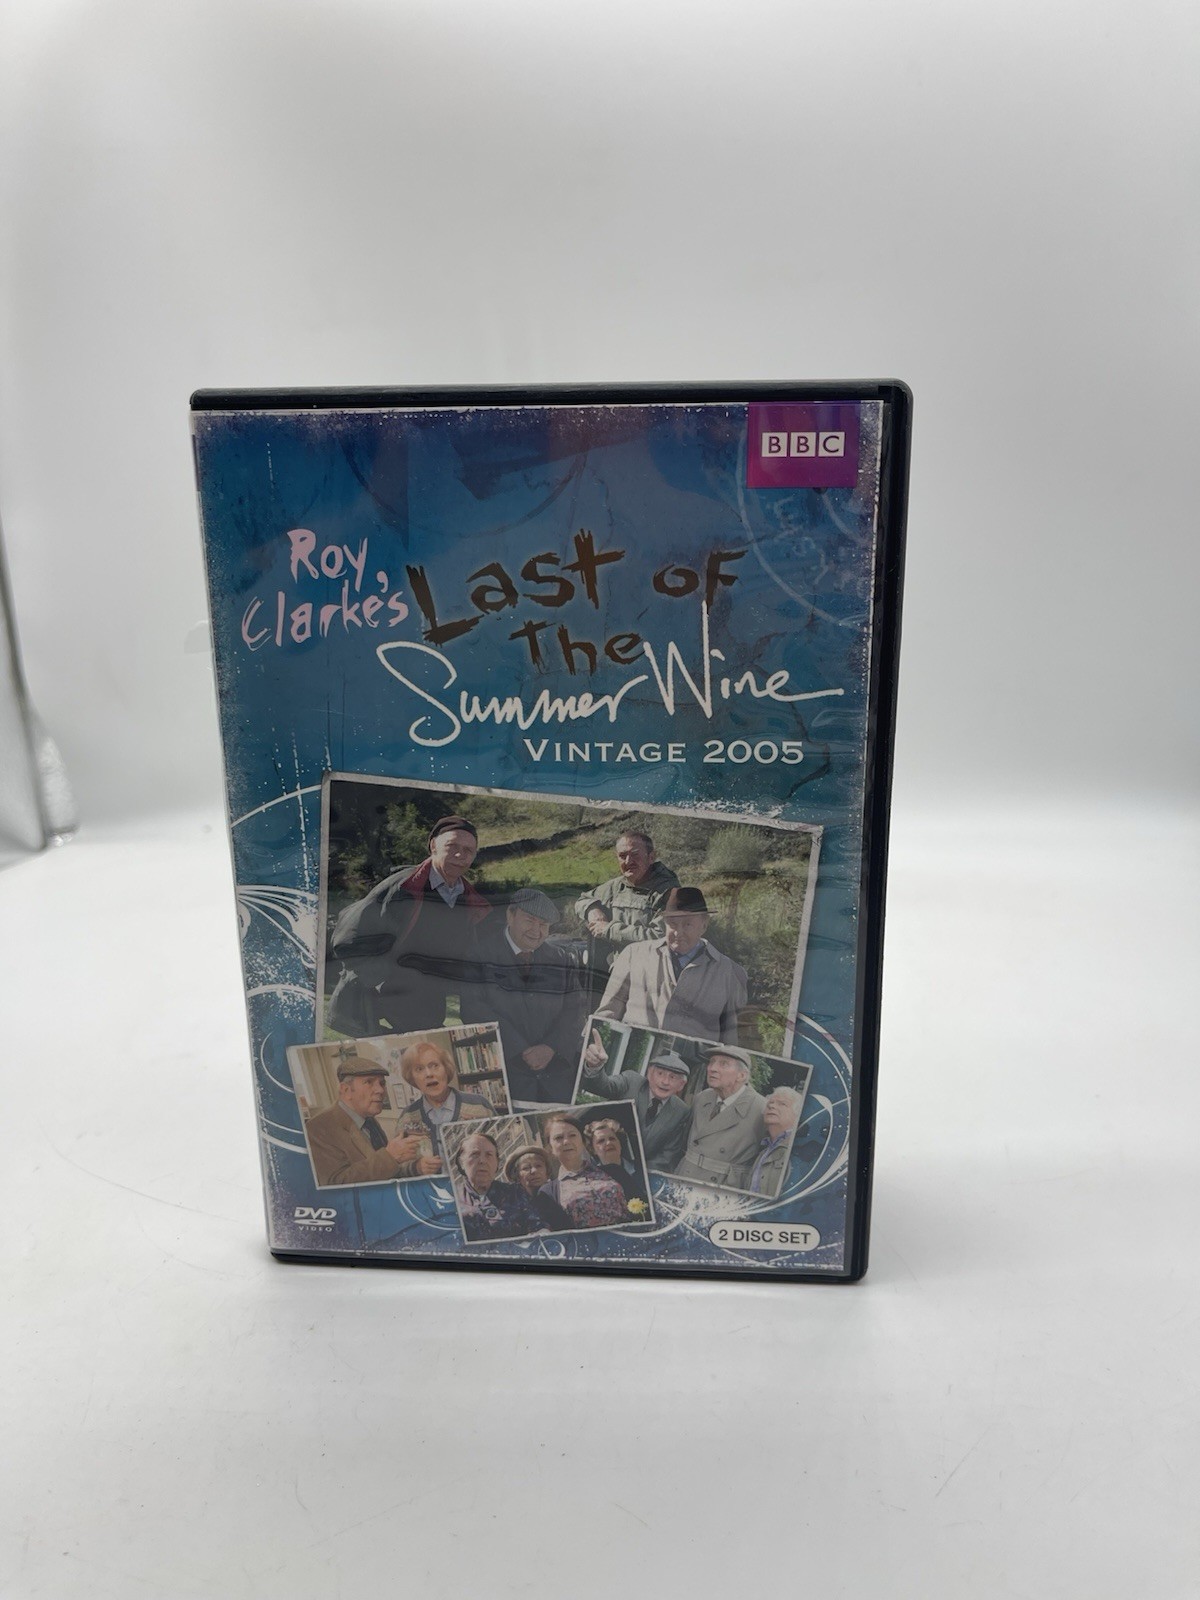 BBC
Roy
Clarke's
Last of
The
Summer Wine
VINTAGE 2005
DVD
VIDEO
2 DISC SET